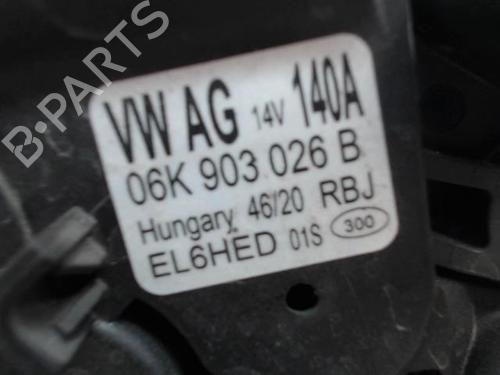 B-PARTS
VW AG 14V 140A
06K 903 026 B
Hungary 46/20 RBJ
EL6HED 01S 300